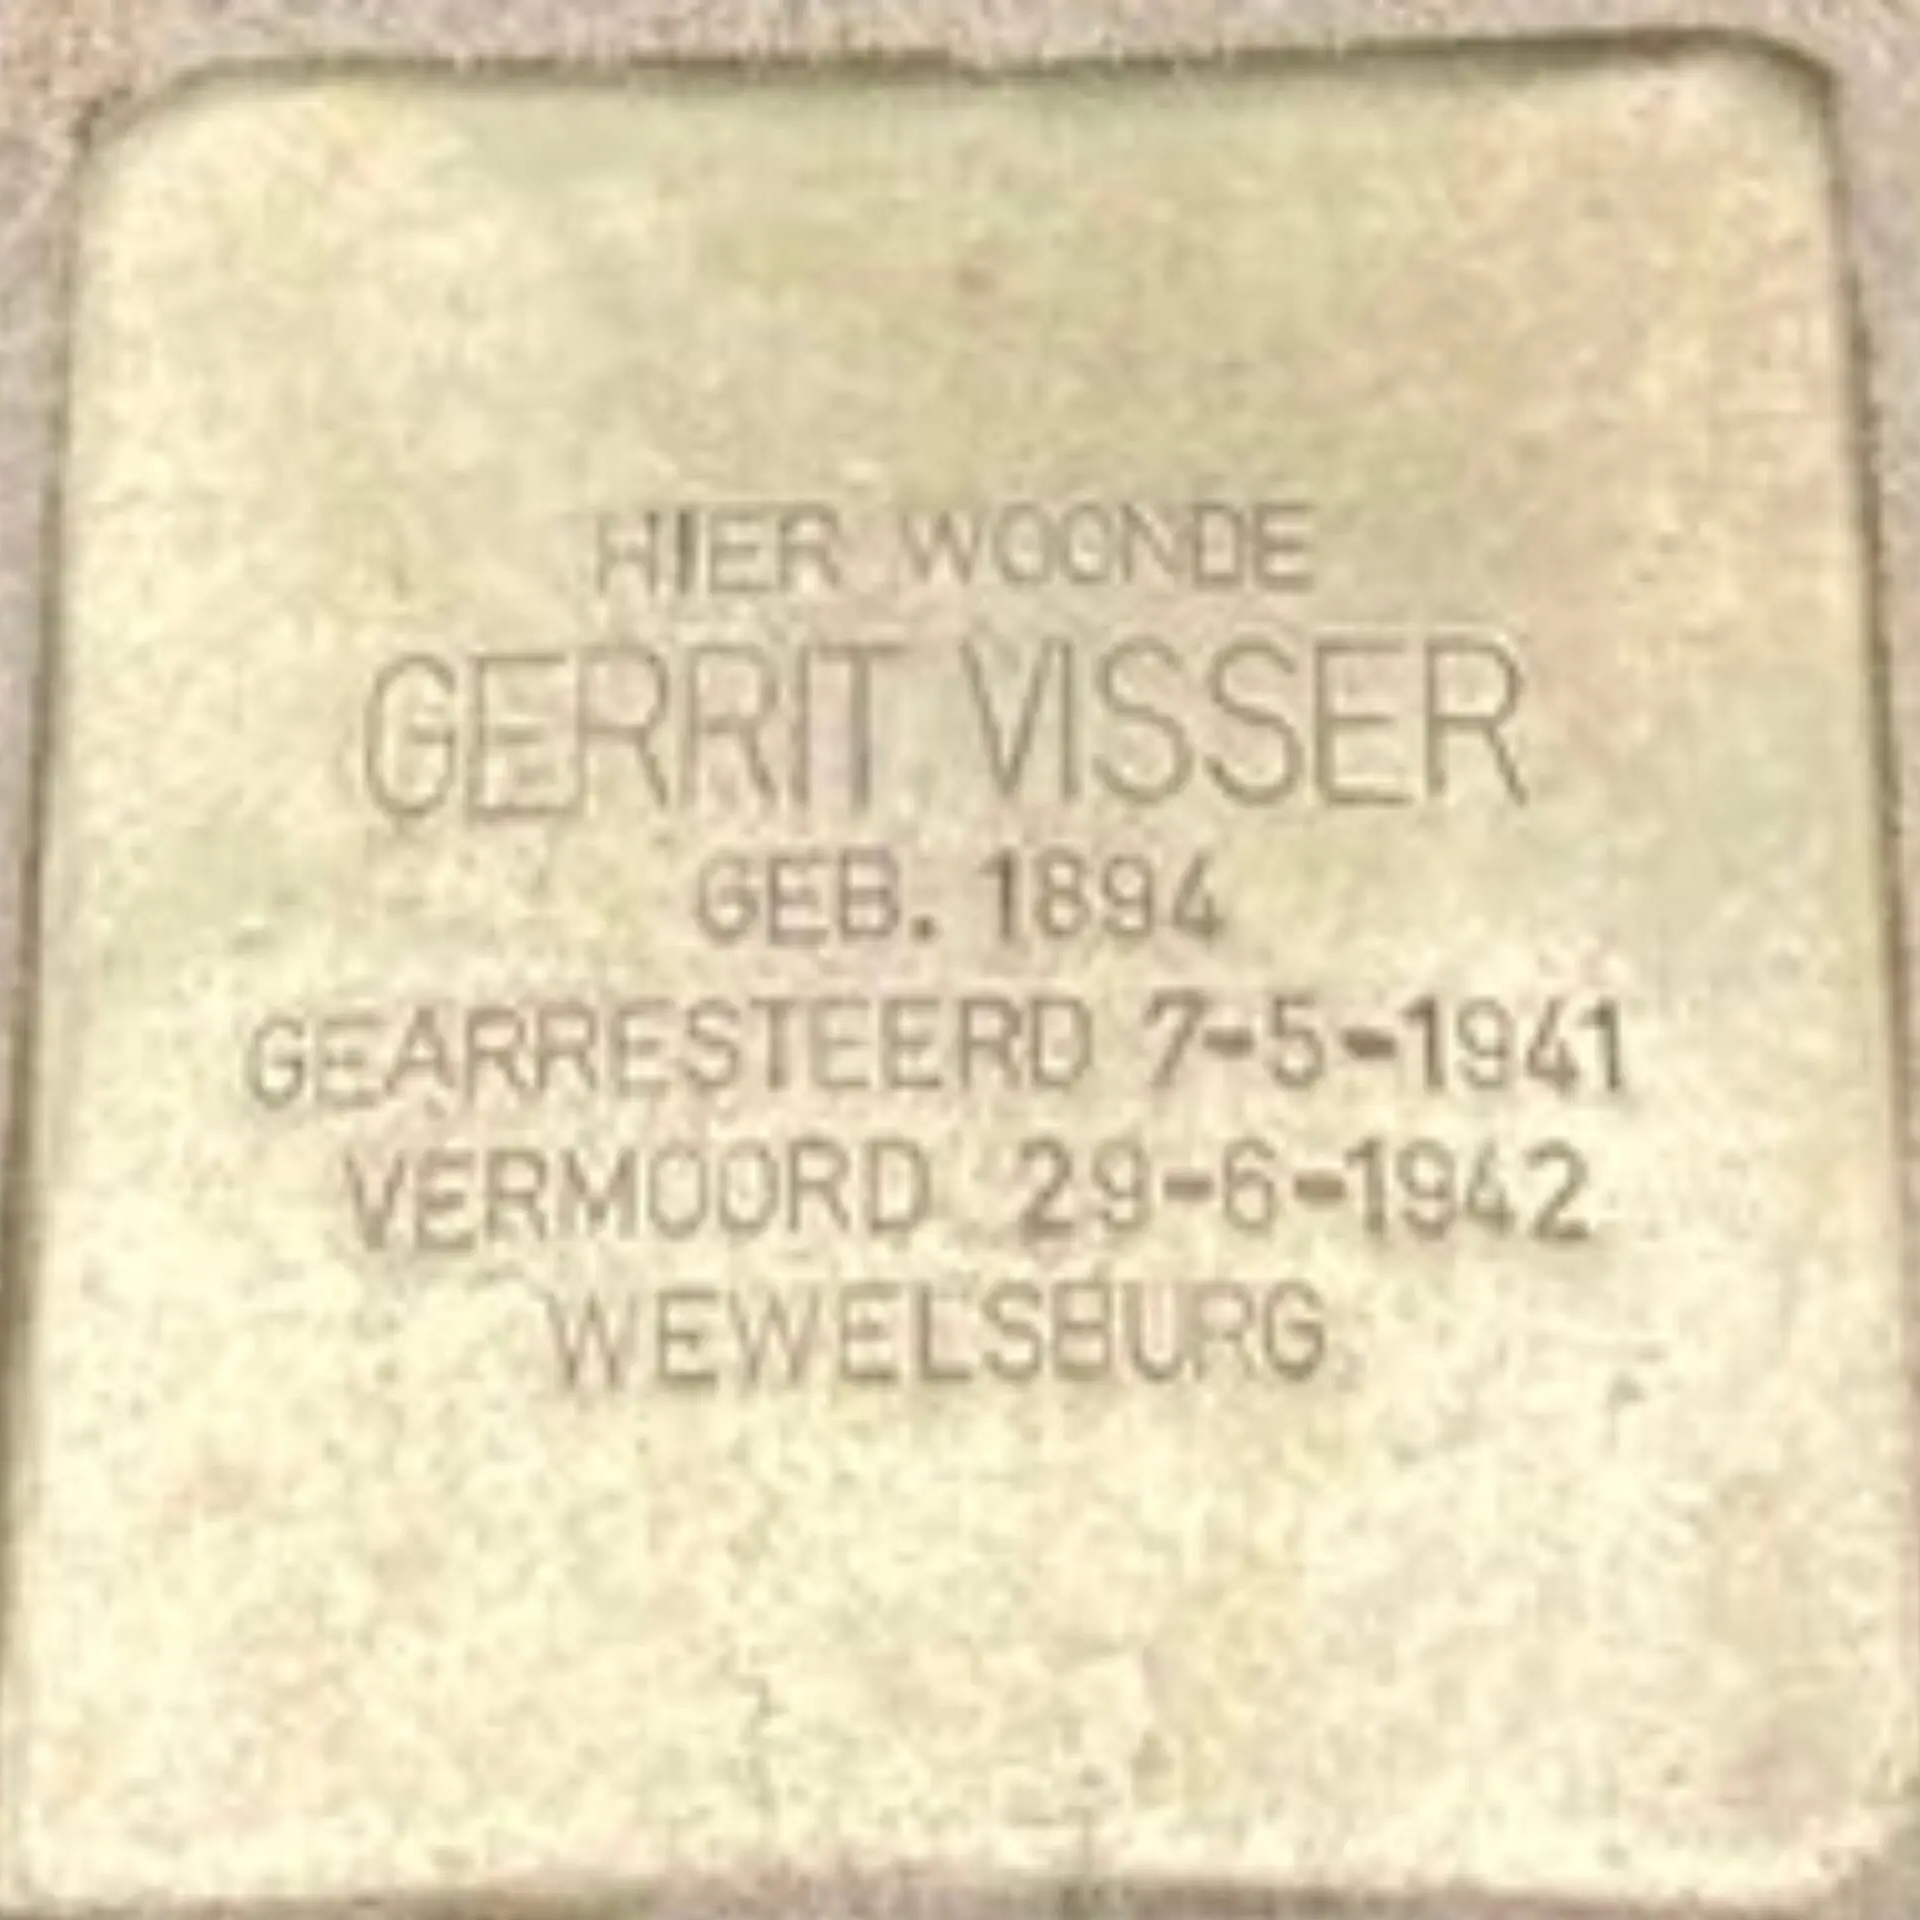 HIER WOONDE
GERRIT VISSER
GEB. 1894
GEARRESTEERD 7-5-1941
VERMOORD 29-6-1942
WEWELSBURG